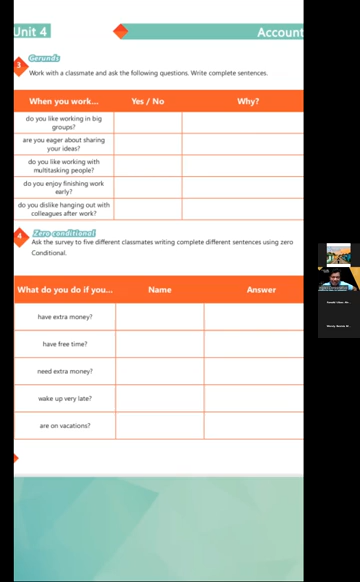 Unit 4
Account
3
Gerunds
Work with a classmate and ask the following questions. Write complete sentences.
When you work... Yes / No Why?
do you like working in big
groups?
are you eager about sharing
your ideas?
do you like working with
multitasking people?
do you enjoy finishing work
early?
do you dislike hanging out with
colleagues after work?
4
Zero conditional
Ask the survey to five different classmates writing complete different sentences using zero
Conditional.
What do you do if you... Name Answer
have extra money?
have free time?
need extra money?
wake up very late?
are on vacations?